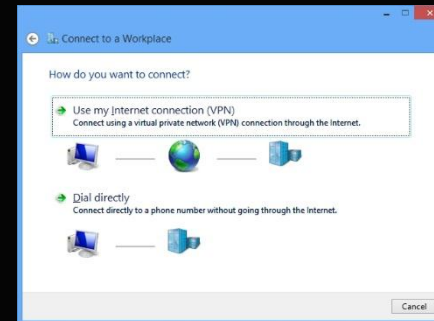 Connect to a Workplace
How do you want to connect?
Use my Internet connection (VPN)
Connect using a virtual private network (VPN) connection through the Internet.
Dial directly
Connect directly to a phone number without going through the Internet.
Cancel